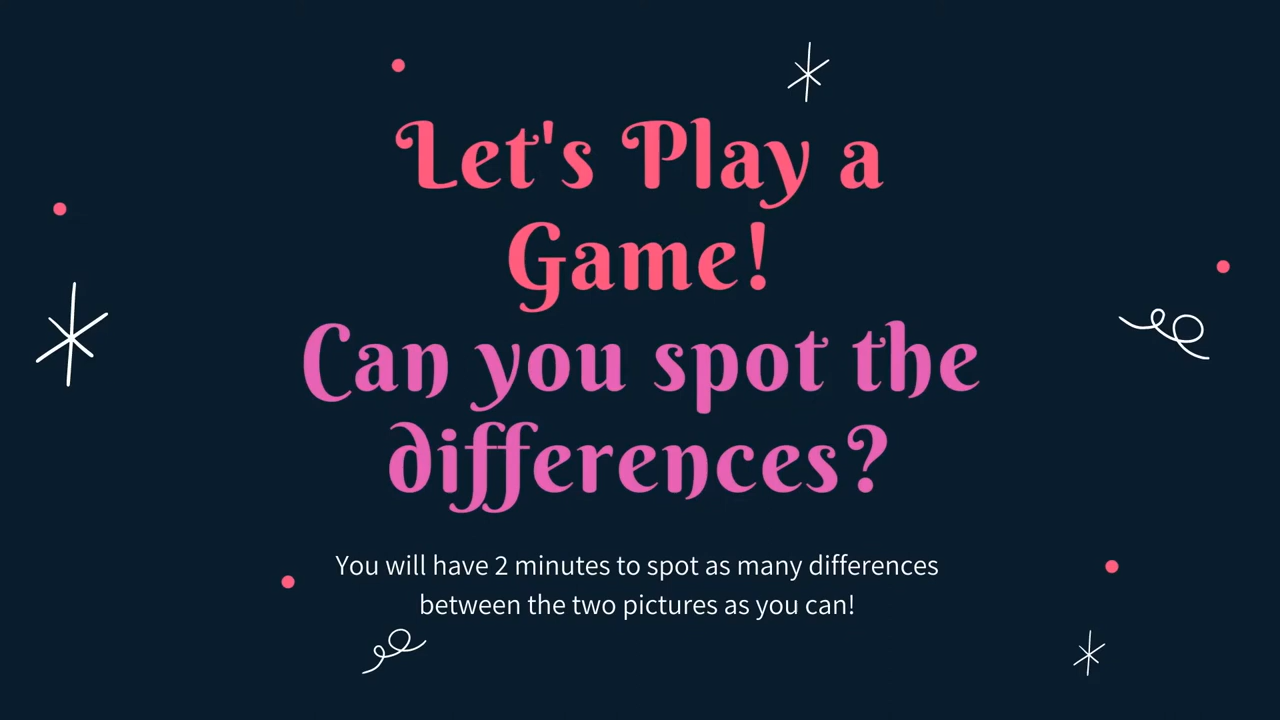 Let's Play a
Game!
Can you spot the
differences?
You will have 2 minutes to spot as many differences
between the two pictures as you can!